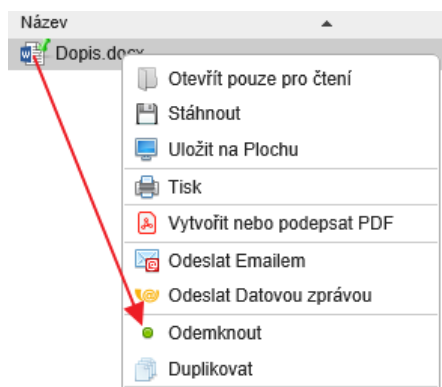 Název
Dopis.docx
Otevřít pouze pro čtení
Stáhnout
Uložit na Plochu
Tisk
Vytvořit nebo podepsat PDF
Odeslat Emailem
Odeslat Datovou zprávou
Odemknout
Duplikovat